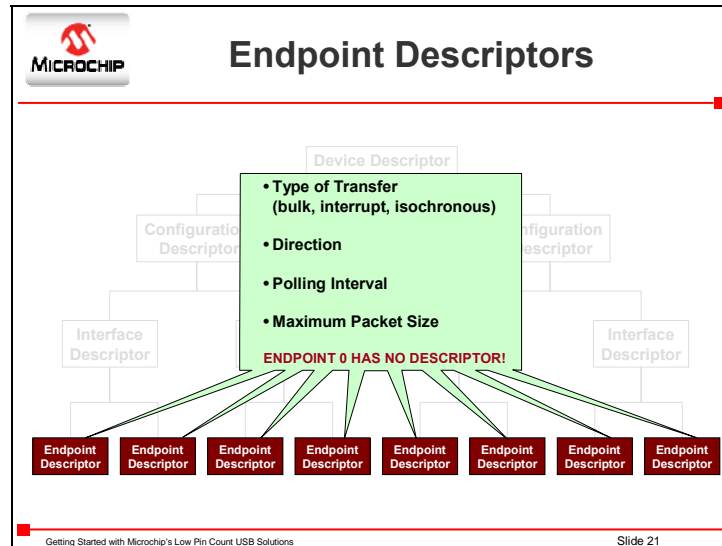 MICROCHIP
Endpoint Descriptors
Device Descriptor
Configuratio
Descriptor
nfiguration
escriptor
• Type of Transfer
(bulk, interrupt, isochronous)
• Direction
• Polling Interval
• Maximum Packet Size
ENDPOINT 0 HAS NO DESCRIPTOR!
Interface
Descriptor
Interface
Descriptor
Endpoint
Descriptor
Endpoint
Descriptor
Endpoint
Descriptor
Endpoint
Descriptor
Endpoint
Descriptor
Endpoint
Descriptor
Endpoint
Descriptor
Endpoint
Descriptor
Getting Started with Microchip's Low Pin Count USB Solutions
Slide 21